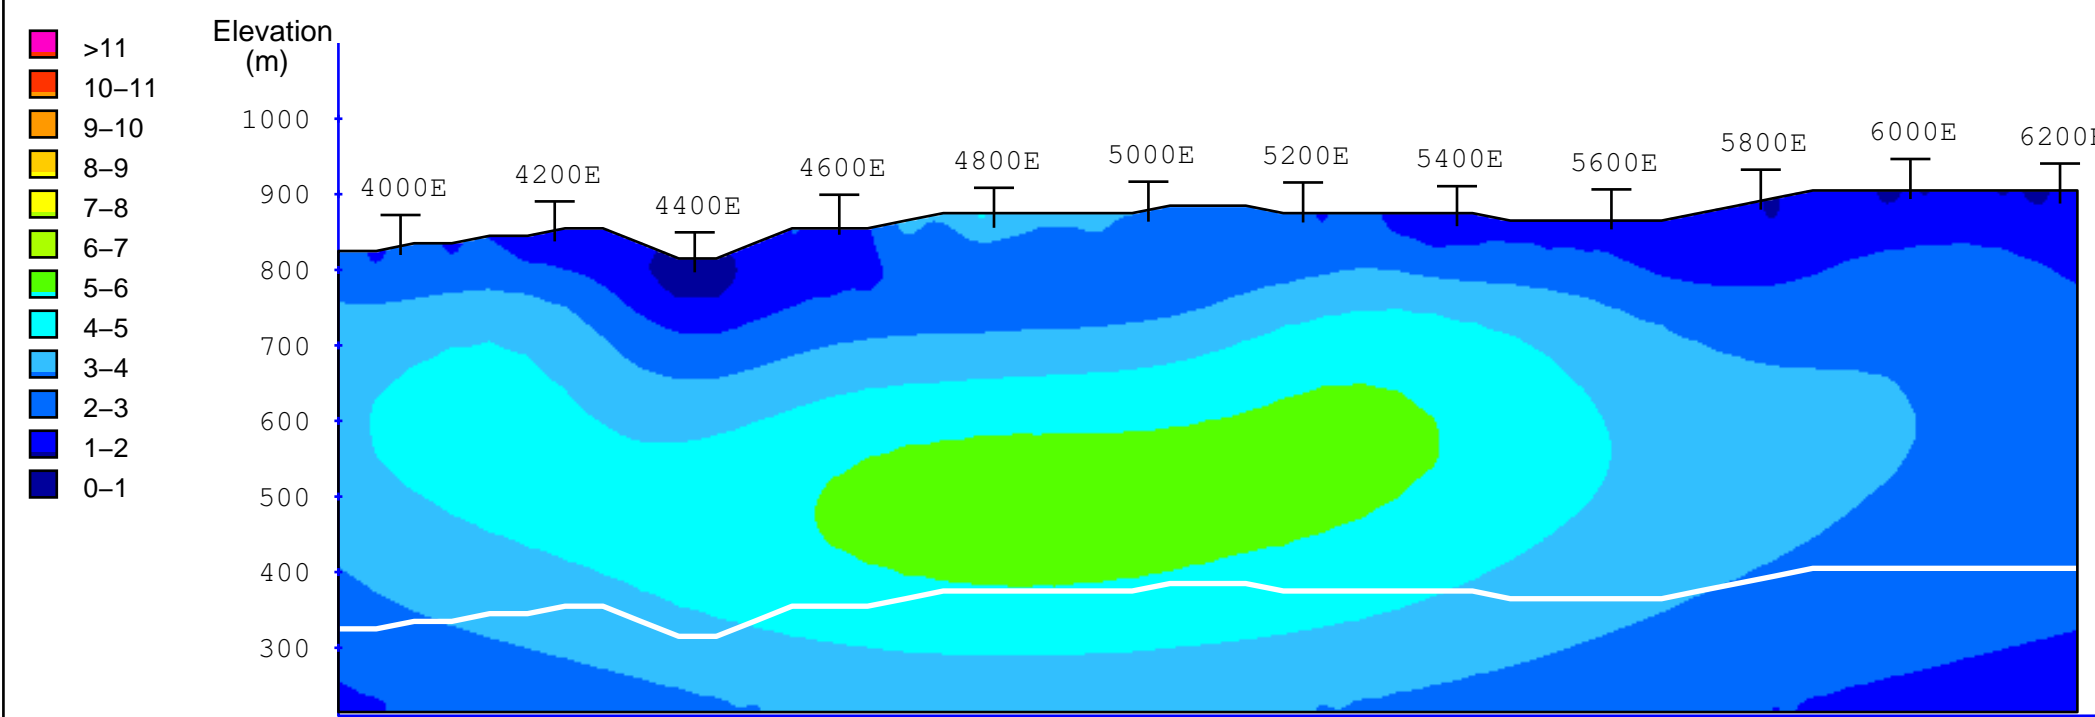 Elevation
(m)
>11
10–11
9–10
8–9
7–8
6–7
5–6
4–5
3–4
2–3
1–2
0–1
1000
900
800
700
600
500
400
300
4000E
4200E
4400E
4600E
4800E
5000E
5200E
5400E
5600E
5800E
6000E
6200E